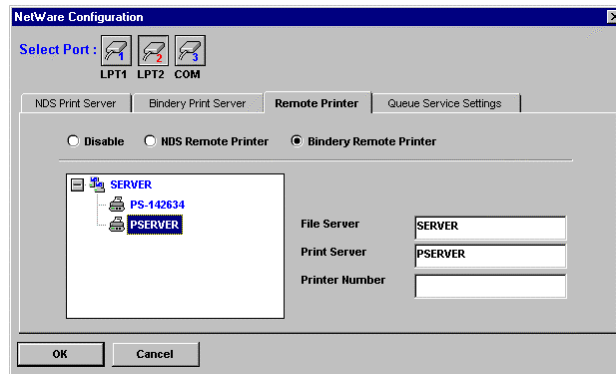 NetWare Configuration
Select Port :
1 2 3
LPT1 LPT2 COM
NDS Print Server Bindery Print Server Remote Printer Queue Service Settings
Disable NDS Remote Printer Bindery Remote Printer
SERVER
PS-142634
PSERVER
File Server SERVER
Print Server PSERVER
Printer Number
OK Cancel